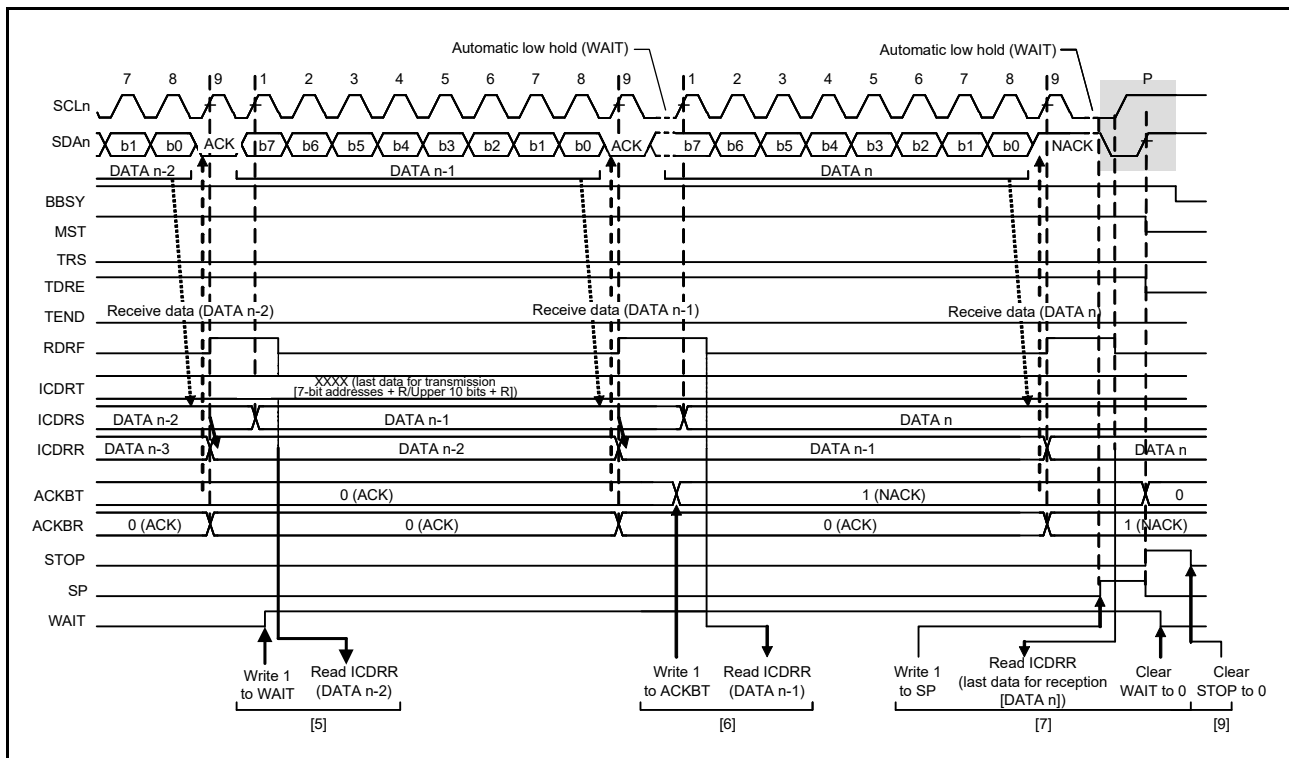 Automatic low hold (WAIT)
Automatic low hold (WAIT)
7 8 9 1 2 3 4 5 6 7 8 9 1 2 3 4 5 6 7 8 9 P
SCLn
SDAn b1 b0 ACK b7 b6 b5 b4 b3 b2 b1 b0 ACK b7 b6 b5 b4 b3 b2 b1 b0 NACK
DATA n-2 DATA n-1 DATA n
BBSY
MST
TRS
TDRE
Receive data (DATA n-2) Receive data (DATA n-1) Receive data (DATA n)
TEND
RDRF
XXXX (last data for transmission
ICDRT
[7-bit addresses + R/Upper 10 bits + R])
ICDRS DATA n-2 DATA n-1 DATA n
ICDRR DATA n-3 DATA n-2 DATA n-1 DATA n
ACKBT 0 (ACK) 1 (NACK) 0
ACKBR 0 (ACK) 0 (ACK) 0 (ACK) 1 (NACK)
STOP
SP
WAIT
Write 1
to WAIT
Read ICDRR
(DATA n-2)
Write 1
to ACKBT
Read ICDRR
(DATA n-1)
Write 1
to SP
Read ICDRR
(last data for reception
[DATA n])
Clear
WAIT to 0
Clear
STOP to 0
[5] [6] [7] [9]